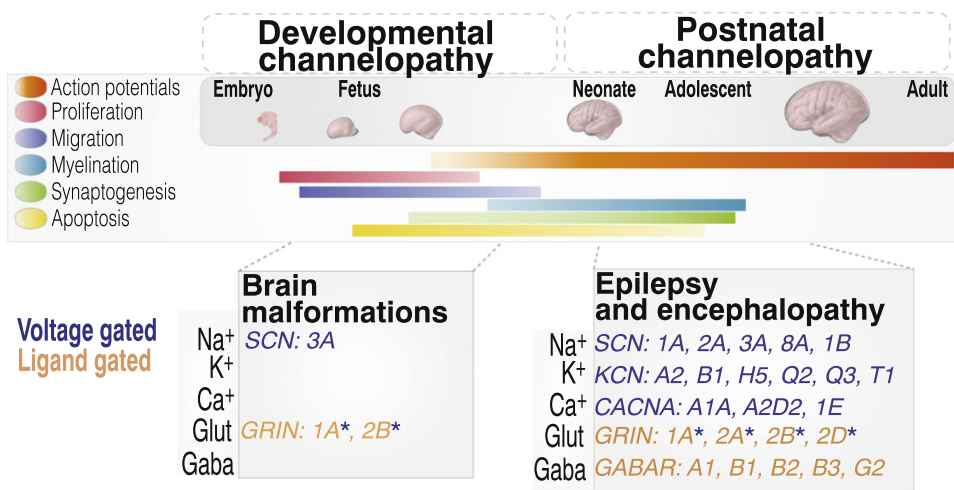 Developmental
channelopathy
Postnatal
channelopathy
Action potentials
Proliferation
Migration
Myelination
Synaptogenesis
Apoptosis
Embryo
Fetus
Neonate
Adolescent
Adult
Voltage gated
Ligand gated
Brain
malformations
Na+ SCN: 3A
K+
Ca+
Glut GRIN: 1A*, 2B*
Gaba
Epilepsy
and encephalopathy
Na+ SCN: 1A, 2A, 3A, 8A, 1B
K+ KCN: A2, B1, H5, Q2, Q3, T1
Ca+ CACNA: A1A, A2D2, 1E
Glut GRIN: 1A*, 2A*, 2B*, 2D*
Gaba GABAR: A1, B1, B2, B3, G2